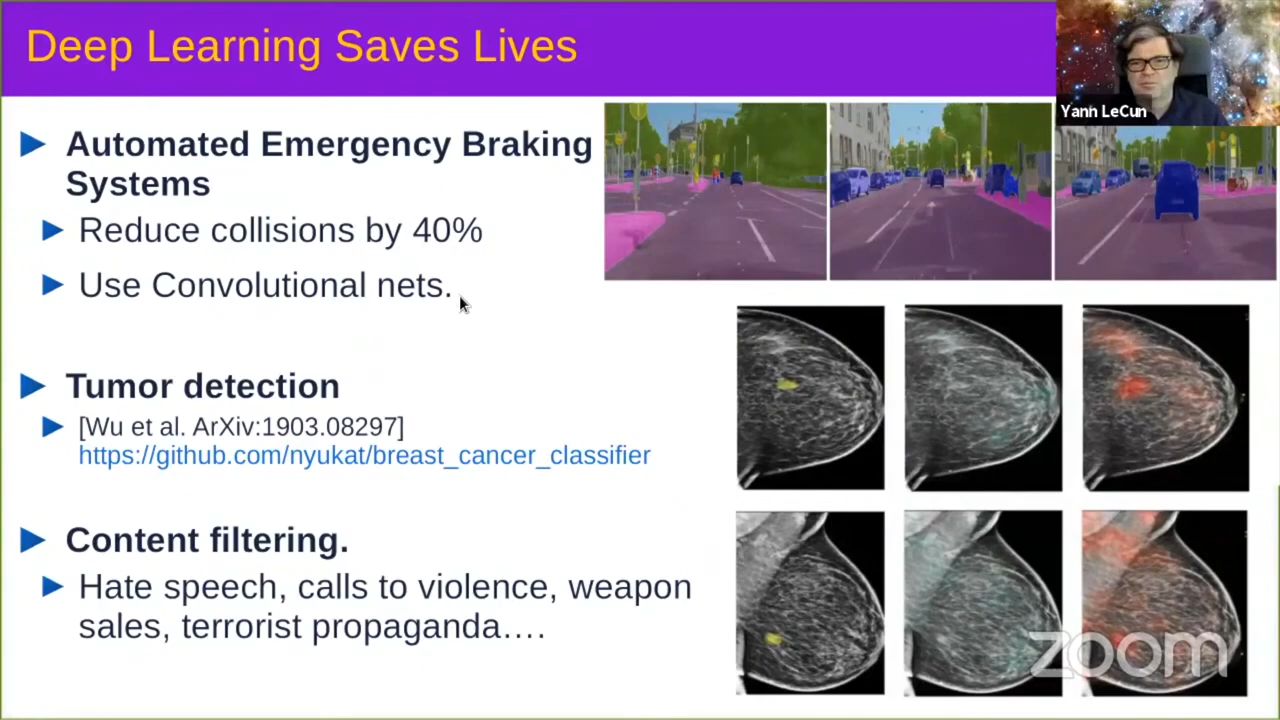 Deep Learning Saves Lives
Yann LeCun
Automated Emergency Braking
Systems
Reduce collisions by 40%
Use Convolutional nets.
Tumor detection
[Wu et al. ArXiv:1903.08297]
https://github.com/nyukat/breast_cancer_classifier
Content filtering.
Hate speech, calls to violence, weapon
sales, terrorist propaganda….
zoom